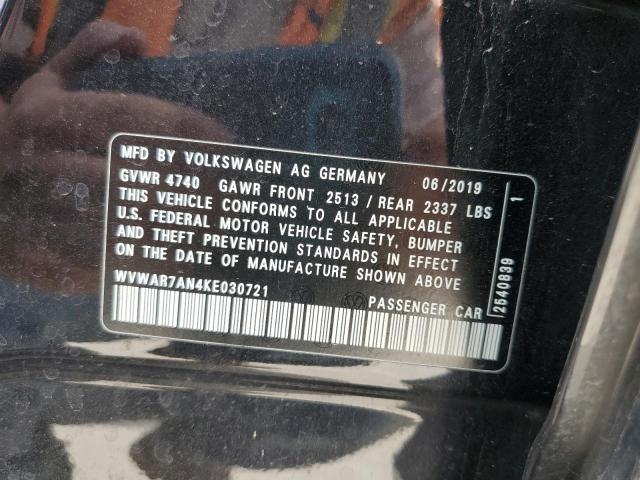 MFD BY VOLKSWAGEN AG GERMANY 06/2019
GVWR 4740 GAWR FRONT 2513 / REAR 2337 LBS
THIS VEHICLE CONFORMS TO ALL APPLICABLE
U.S. FEDERAL MOTOR VEHICLE SAFETY, BUMPER
AND THEFT PREVENTION STANDARDS IN EFFECT
ON THE DATE OF MANUFACTURE SHOWN ABOVE
WVWAR7AN4KE030721
PASSENGER CAR
2540839
1